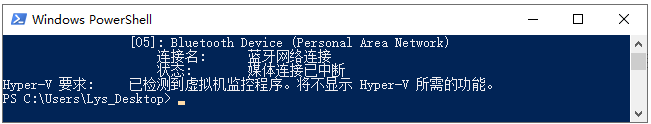 Windows PowerShell
[05]: Bluetooth Device (Personal Area Network)
连接名:      蓝牙网络连接
状态:        媒体连接已中断
Hyper-V 要求:     已检测到虚拟机监控程序。将不显示 Hyper-V 所需的功能。
PS C:\Users\Lys_Desktop>